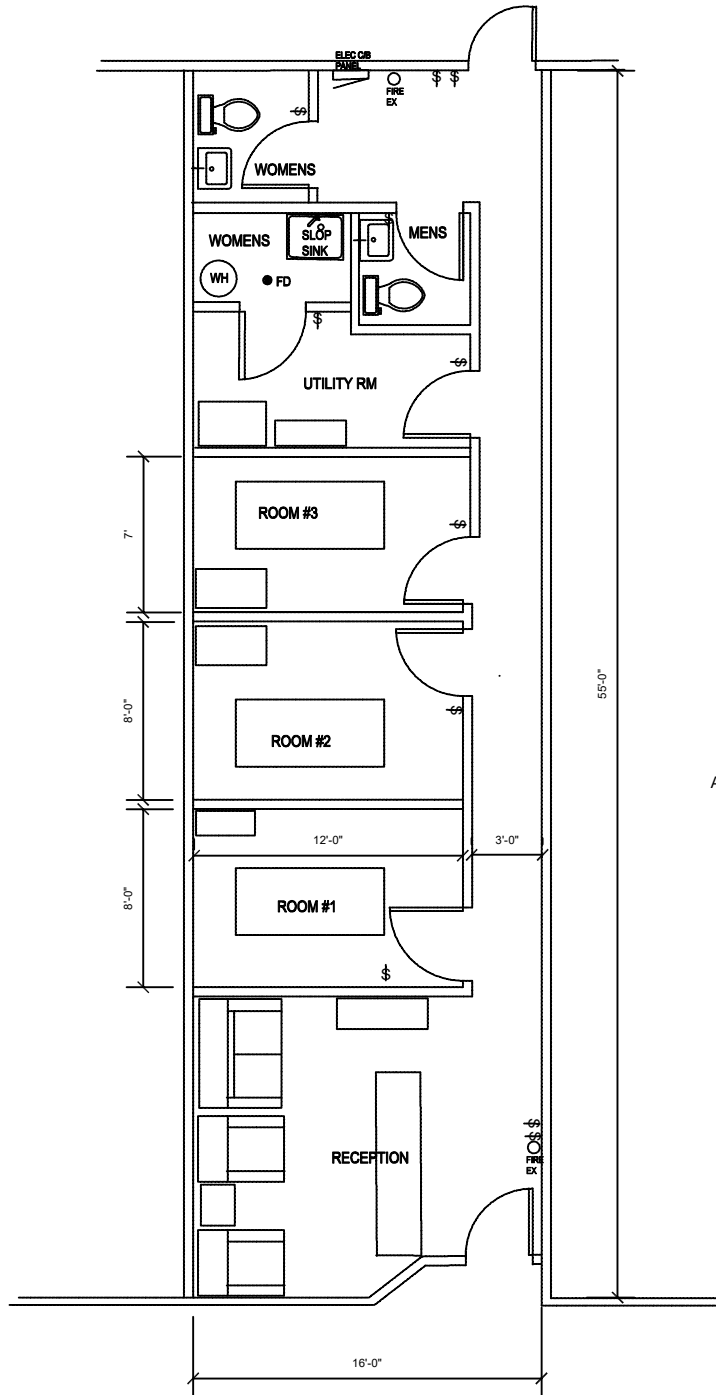 ELEC C/B
PANEL
FIRE
EX
$ $
$
WOMENS
WOMENS
SLOP
SINK
$
MENS
WH
FD
$
UTILITY RM
$
7'
ROOM #3
$
8'-0"
$
ROOM #2
55'-0"
A
12'-0"
3'-0"
8'-0"
ROOM #1
$
RECEPTION
$
$
FIRE
EX
16'-0"